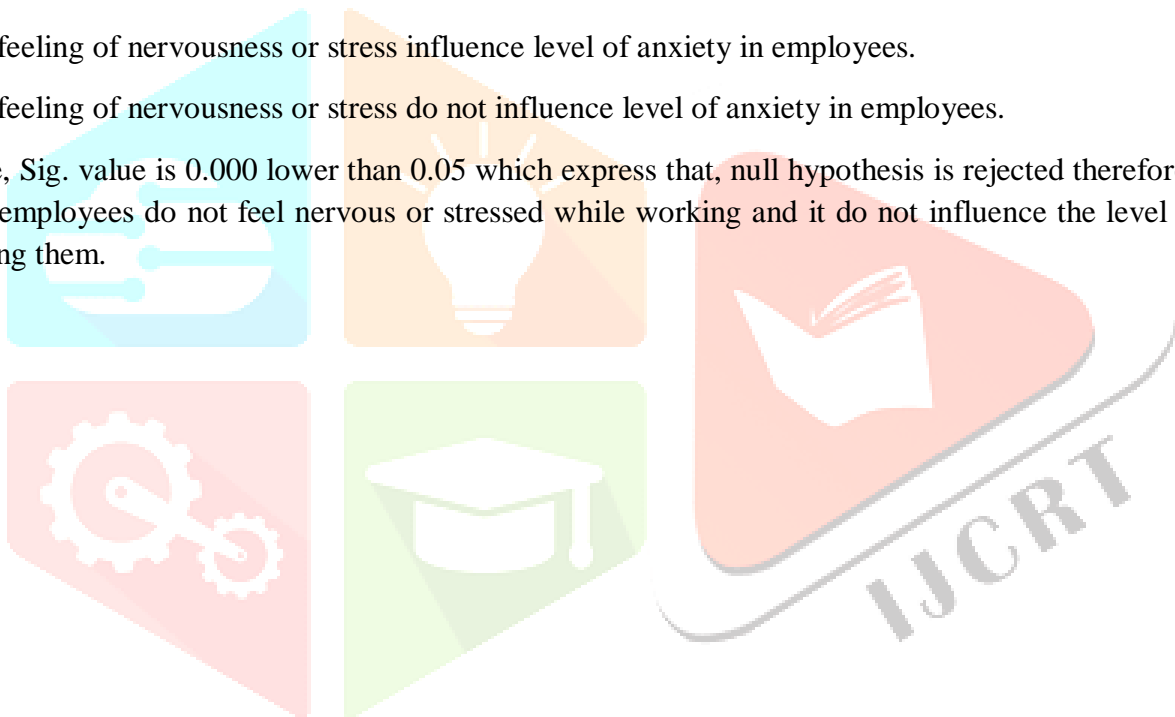 feeling of nervousness or stress influence level of anxiety in employees.
feeling of nervousness or stress do not influence level of anxiety in employees.
, Sig. value is 0.000 lower than 0.05 which express that, null hypothesis is rejected
employees do not feel nervous or stressed while working and it do not influence the level
them.
IJCRT